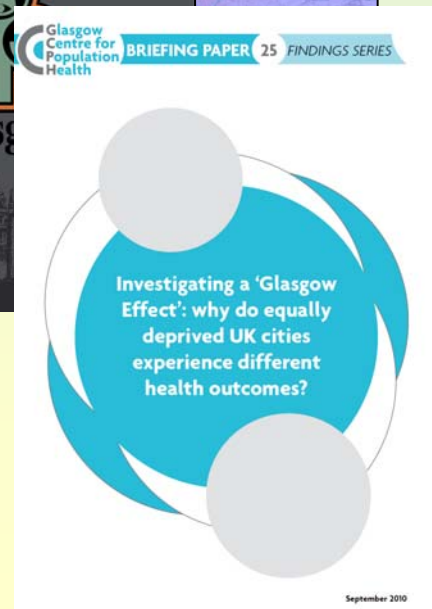 Glasgow
Centre for
Population
Health
BRIEFING PAPER 25 FINDINGS SERIES
Investigating a ‘Glasgow
Effect’: why do equally
deprived UK cities
experience different
health outcomes?
September 2010